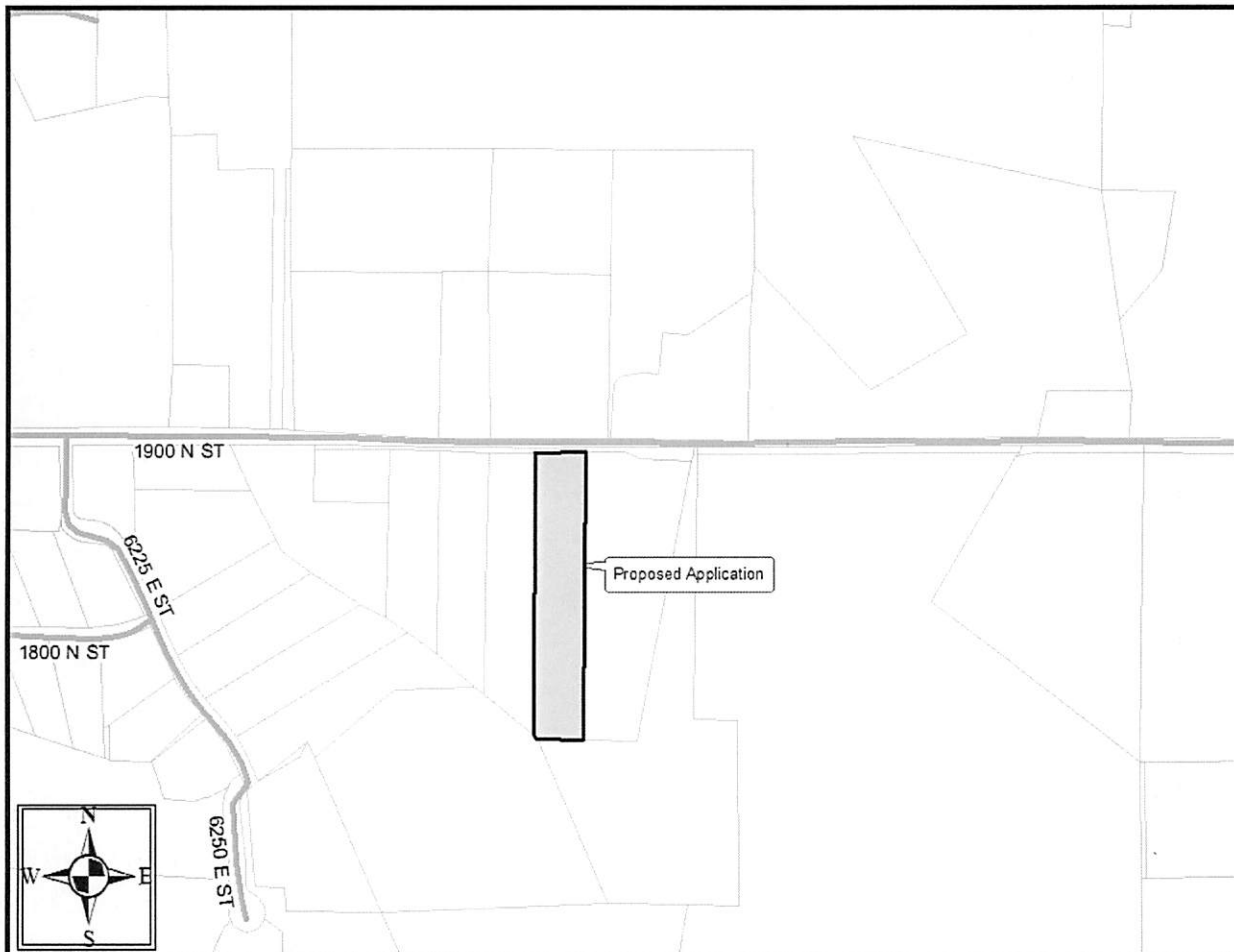 1900 N ST
6225 E ST
Proposed Application
1800 N ST
6250 E ST
N
W
E
S